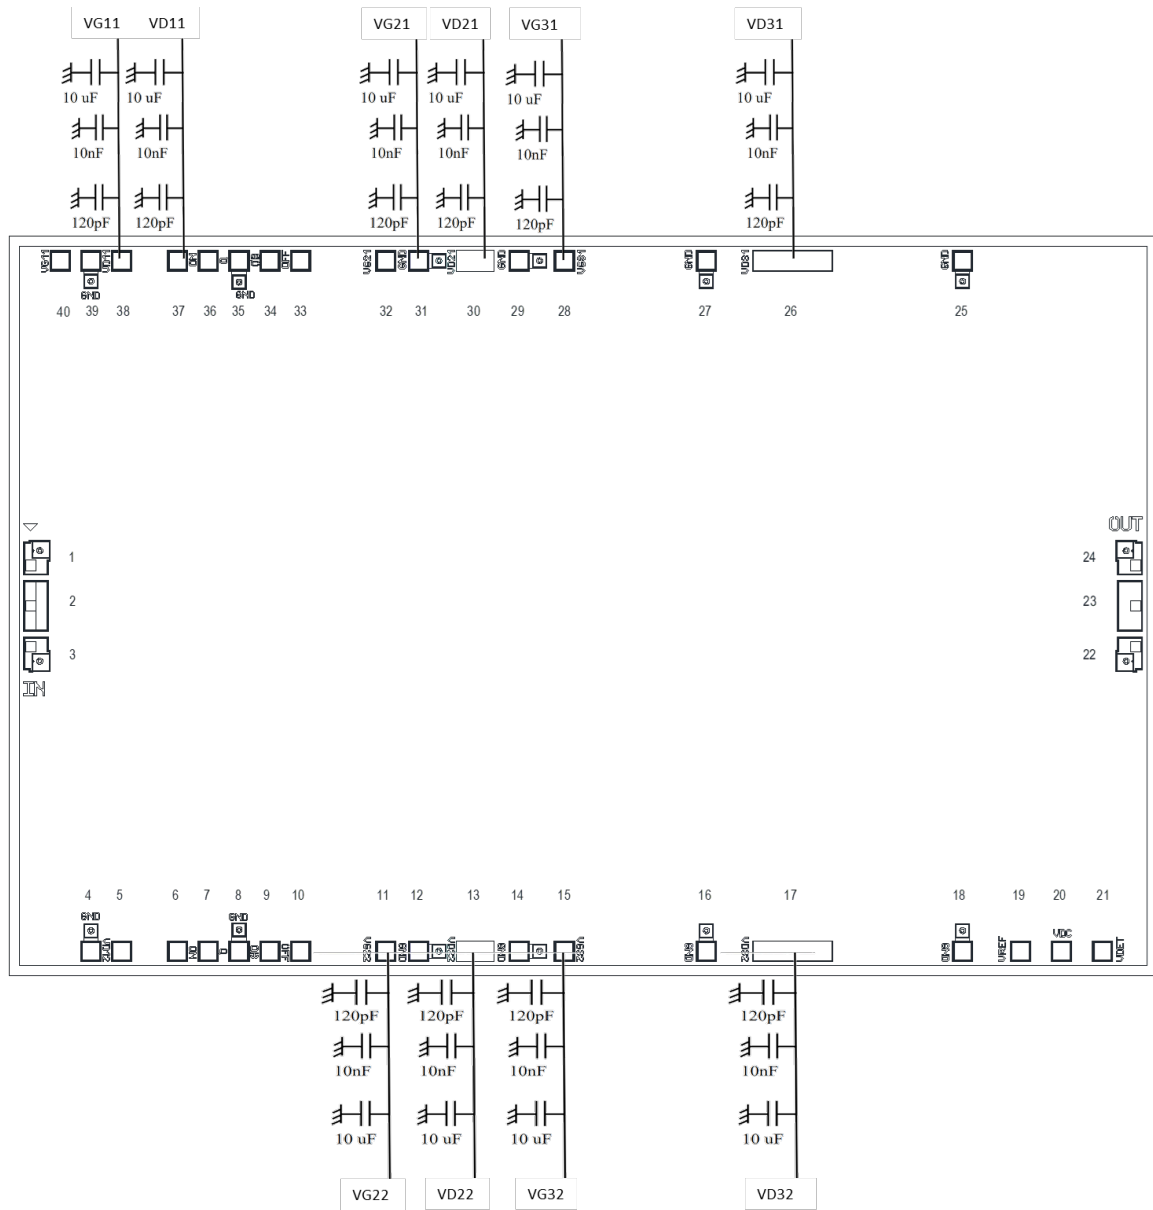 VG11 VD11 VG21 VD21 VG31 VD31
10 uF 10 uF 10 uF 10 uF 10 uF 10 uF
10nF 10nF 10nF 10nF 10nF 10nF
120pF 120pF 120pF 120pF 120pF 120pF
VG11 GND VD11 GND OFF VG21 GND VD21 GND VG31 GND VD31 GND
40 39 38 37 36 35 34 33 32 31 30 29 28 27 26 25
OUT
1 24
2 23
3 22
IN
4 5 6 7 8 9 10 11 12 13 14 15 16 17 18 19 20 21
GND GND VDC
GND GND GND GND VREF VDET
120pF 120pF 120pF 120pF
10nF 10nF 10nF 10nF
10 uF 10 uF 10 uF 10 uF
VG22 VD22 VG32 VD32